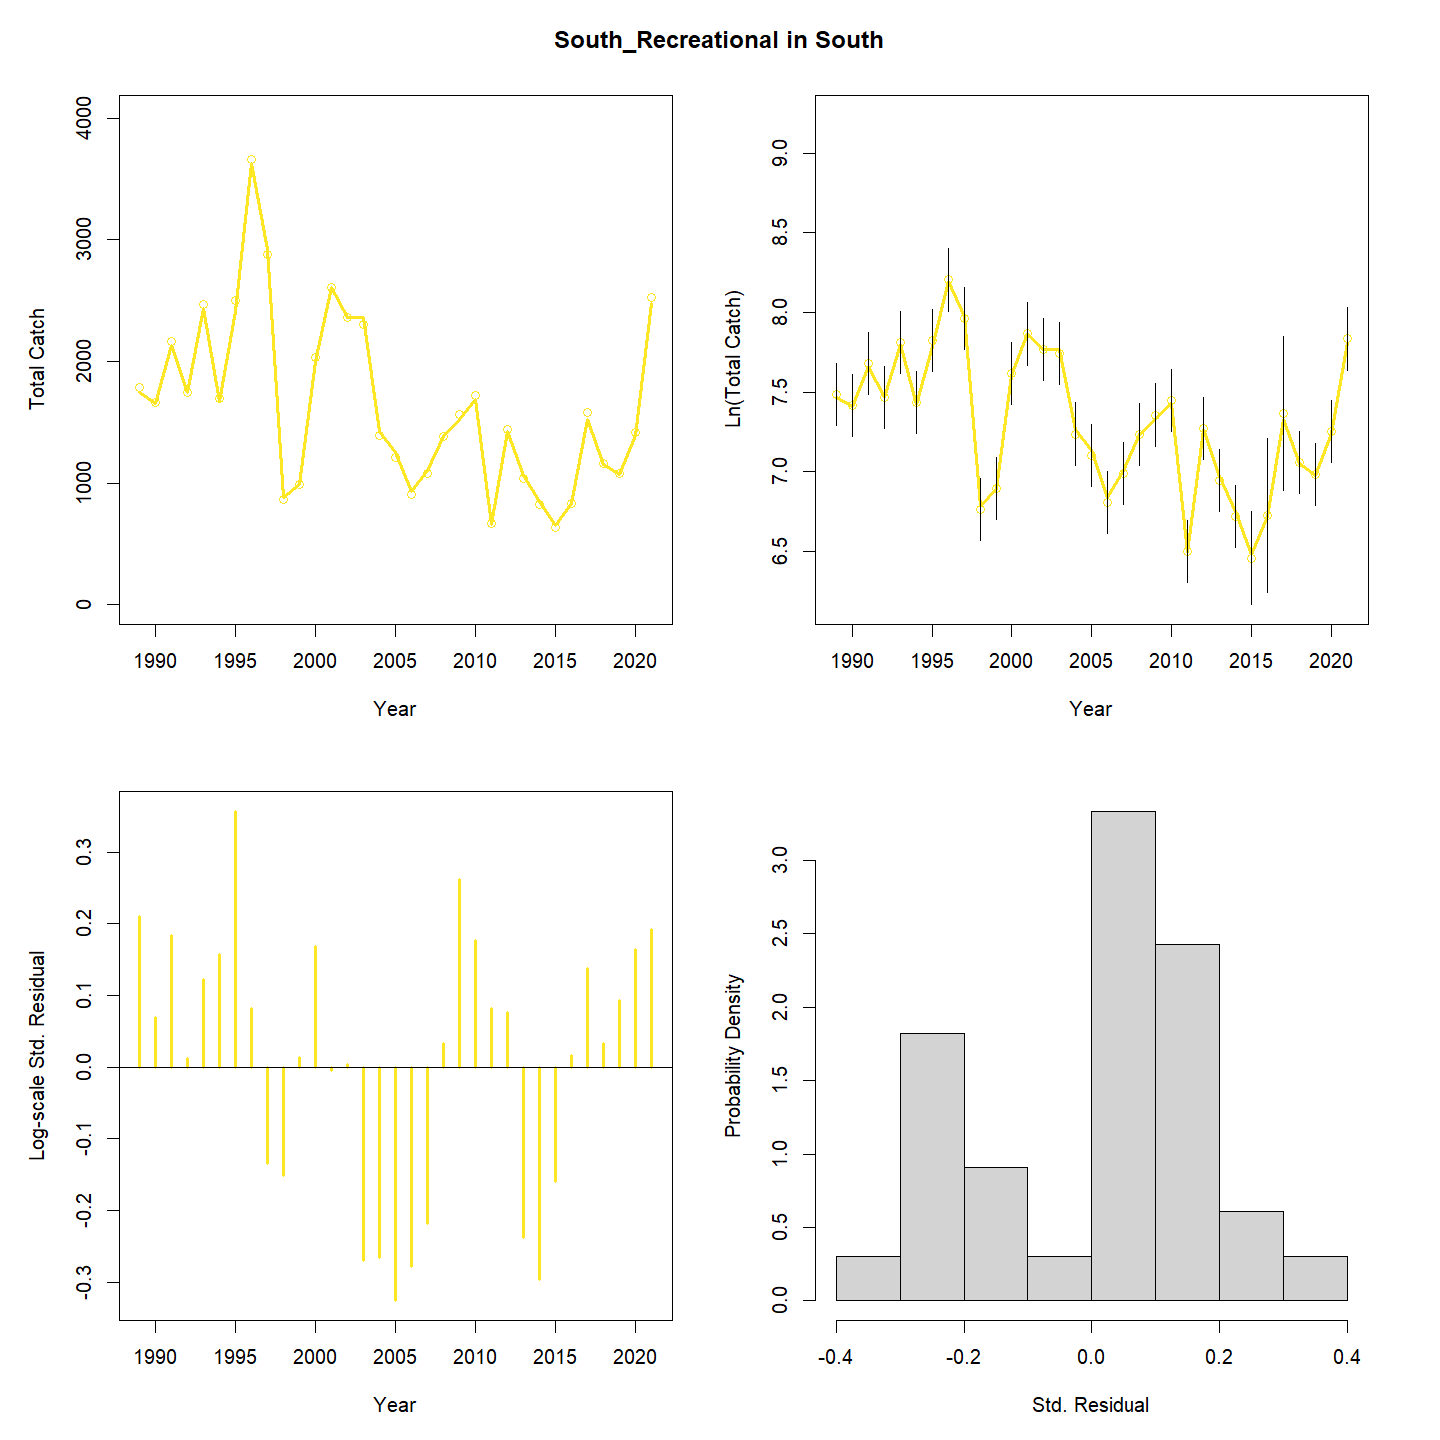 South_Recreational in South
Total Catch
4000
3000
2000
1000
0
1990 1995 2000 2005 2010 2015 2020
Year
Ln(Total Catch)
9.0
8.5
8.0
7.5
7.0
6.5
1990 1995 2000 2005 2010 2015 2020
Year
Log-scale Std. Residual
0.3
0.2
0.1
0.0
-0.1
-0.2
-0.3
1990 1995 2000 2005 2010 2015 2020
Year
Probability Density
3.0
2.5
2.0
1.5
1.0
0.5
0.0
-0.4 -0.2 0.0 0.2 0.4
Std. Residual